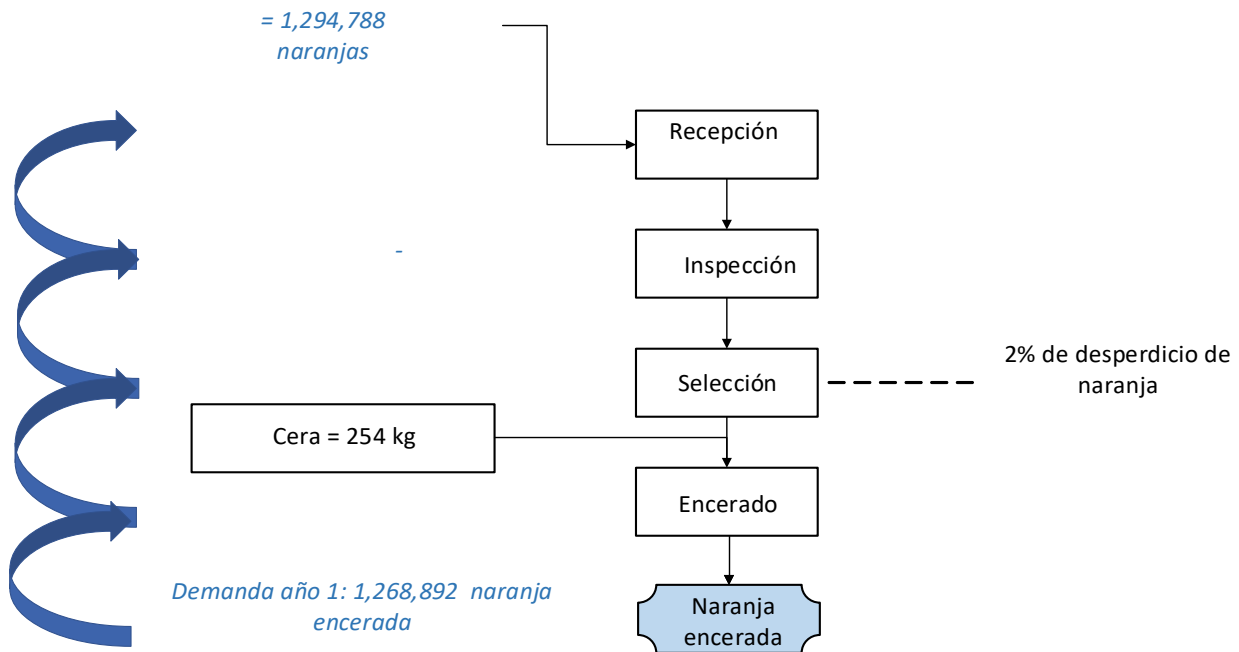 = 1,294,788
naranjas
Recepción
-
Inspección
Selección
2% de desperdicio de
naranja
Cera = 254 kg
Encerado
Demanda año 1: 1,268,892 naranja
encerada
Naranja
encerada